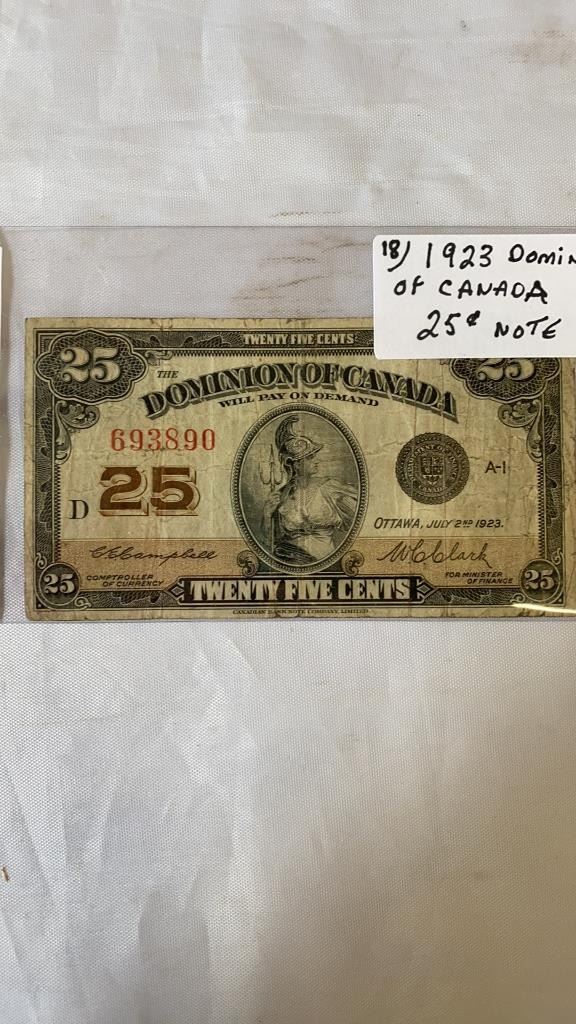 18) 1923 Domin
OF CANADA
25¢ NOTE
TWENTY FIVE CENTS
25
25
THE
DOMINION OF CANADA
WILL PAY ON DEMAND
693890
25
D
A-1
OTTAWA, JULY 2ND 1923.
C E Campbell
W C Clark
COMPTROLLER
OF CURRENCY
FOR MINISTER
OF FINANCE
25
TWENTY FIVE CENTS
25
CANADIAN BANK NOTE COMPANY, LIMITED.